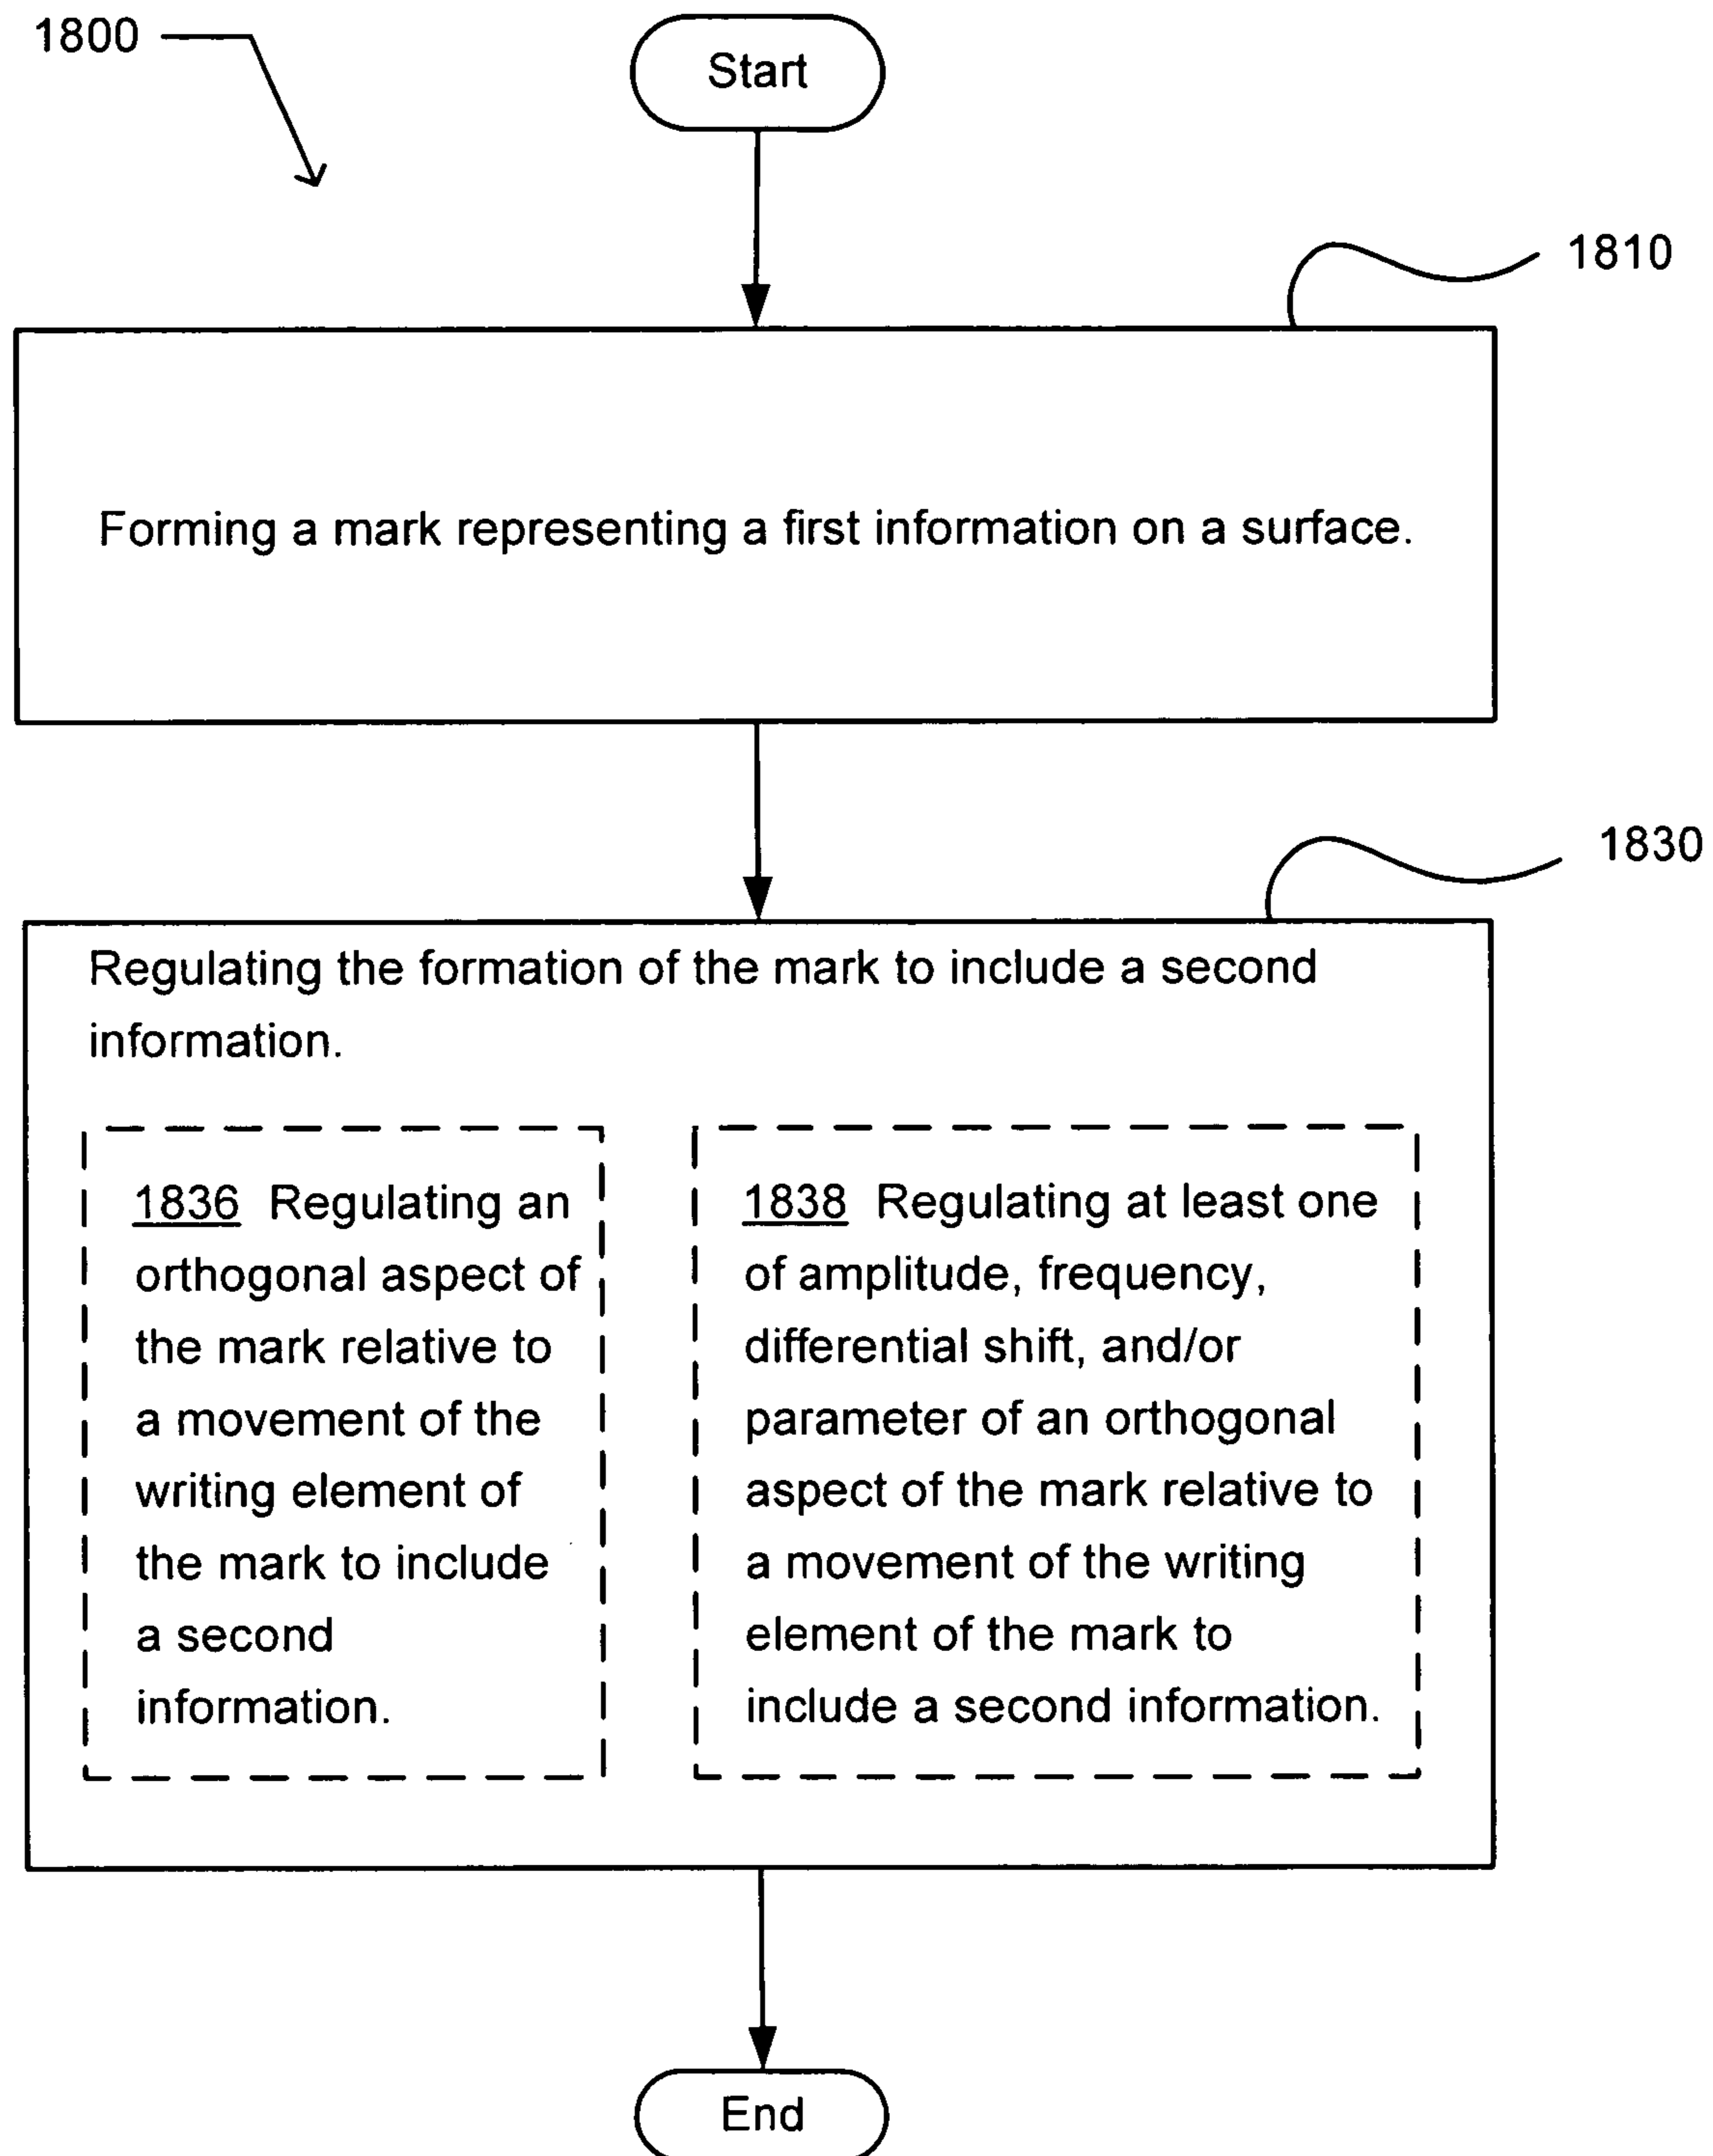 1800
Start
1810
Forming a mark representing a first information on a surface.
1830
Regulating the formation of the mark to include a second
information.
1836 Regulating an
orthogonal aspect of
the mark relative to
a movement of the
writing element of
the mark to include
a second
information.
1838 Regulating at least one
of amplitude, frequency,
differential shift, and/or
parameter of an orthogonal
aspect of the mark relative to
a movement of the writing
element of the mark to
include a second information.
End